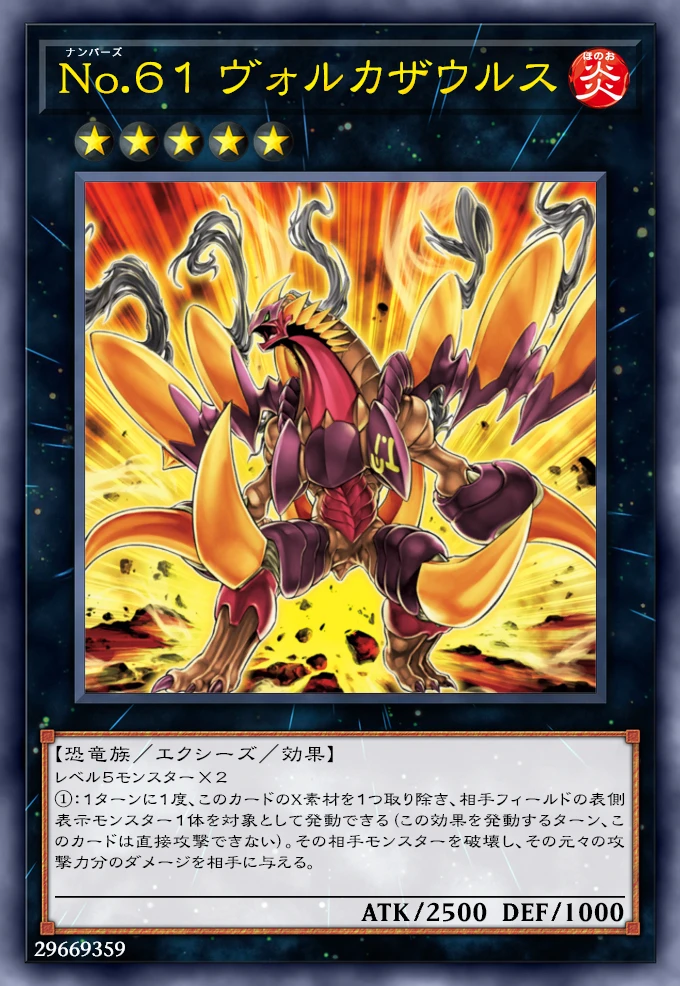 ナンバーズ
No.61 ヴォルカザウルス
ほのお
炎
61
【恐竜族／エクシーズ／効果】
レベル5モンスター×2
①：1ターンに1度、このカードのX素材を1つ取り除き、相手フィールドの表側
表示モンスター1体を対象として発動できる（この効果を発動するターン、こ
のカードは直接攻撃できない）。その相手モンスターを破壊し、その元々の攻
撃力分のダメージを相手に与える。
ATK/2500 DEF/1000
29669359